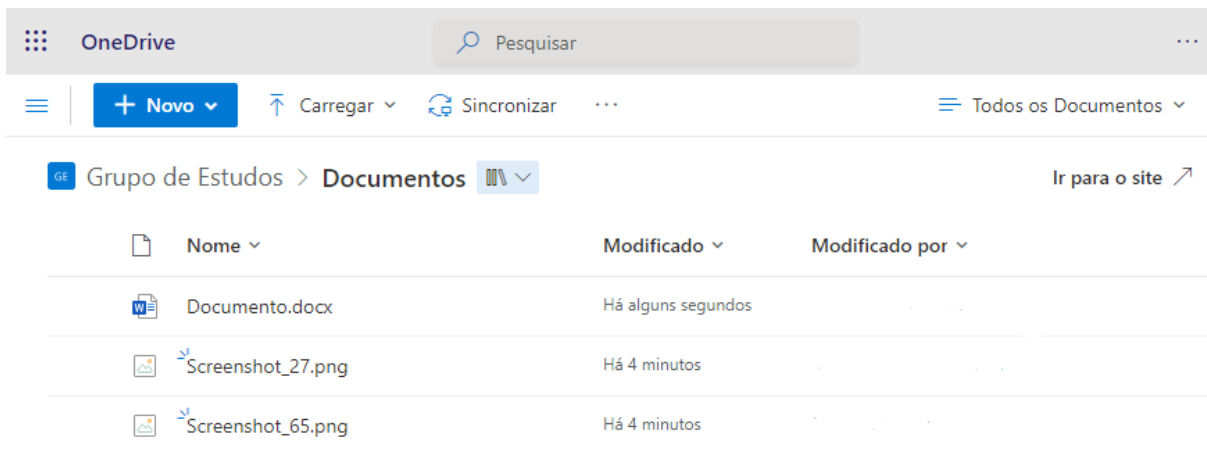 OneDrive Pesquisar ...
+ Novo Carregar Sincronizar ... Todos os Documentos
GE Grupo de Estudos > Documentos Ir para o site
Nome Modificado Modificado por
Documento.docx Há alguns segundos
Screenshot_27.png Há 4 minutos
Screenshot_65.png Há 4 minutos